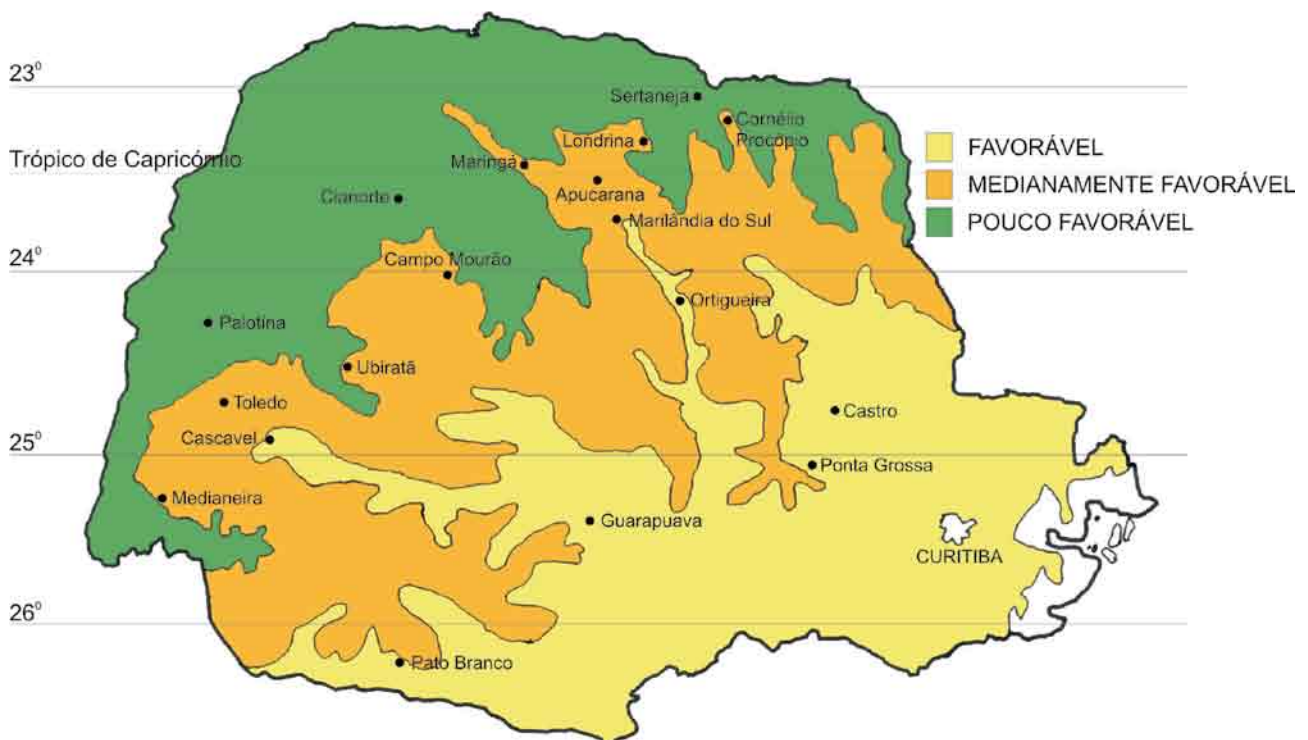 23°
Trópico de Capricórnio
24°
25°
26°
Sertaneja
Cornélio
Procópio
Londrina
Maringá
Apucarana
Cianorte
Marilândia do Sul
Campo Mourão
Ortigueira
Palotina
Ubiratã
Toledo
Castro
Cascavel
Ponta Grossa
Medianeira
Guarapuava
CURITIBA
Pato Branco
FAVORÁVEL
MEDIANAMENTE FAVORÁVEL
POUCO FAVORÁVEL